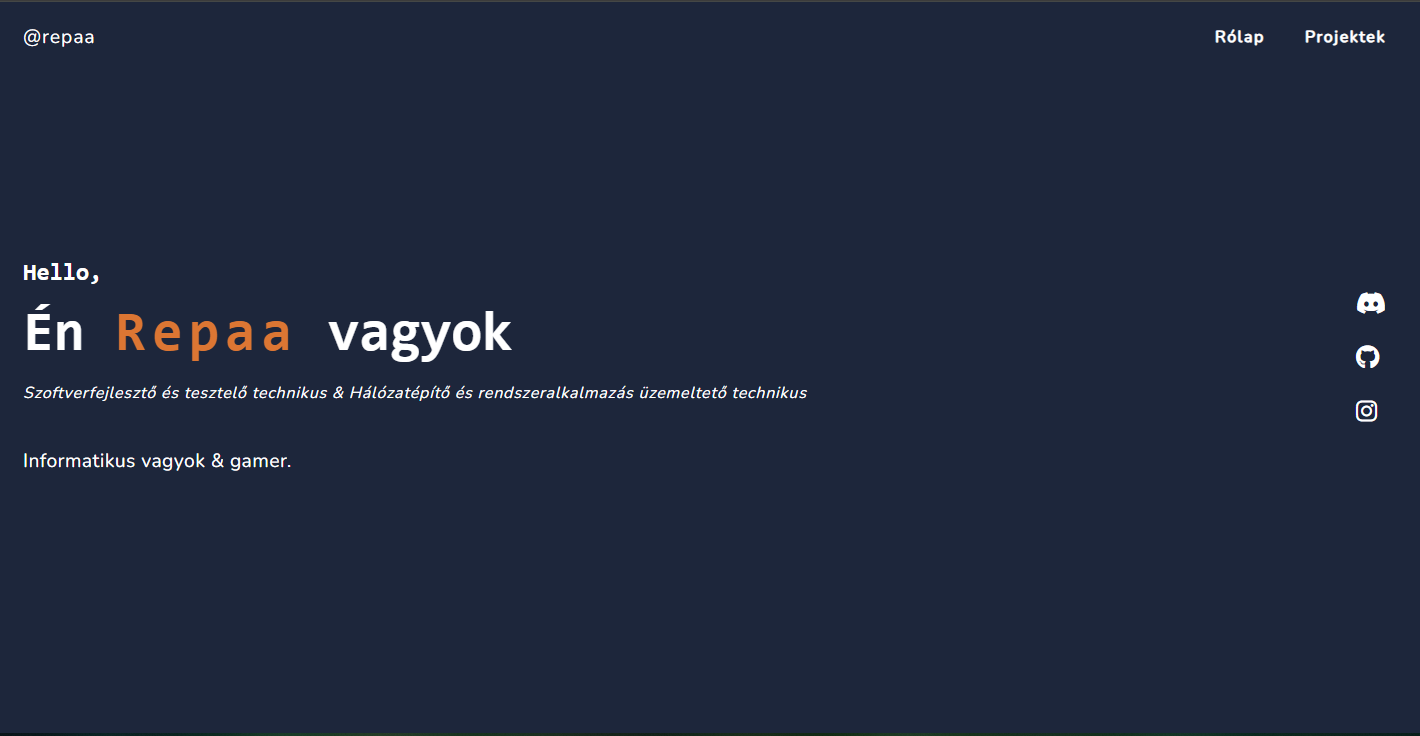 @repaa
Rólap Projektek
Hello,
Én Repaa vagyok
Szoftverfejlesztő és tesztelő technikus & Hálózatépítő és rendszeralkalmazás üzemeltető technikus
Informatikus vagyok & gamer.